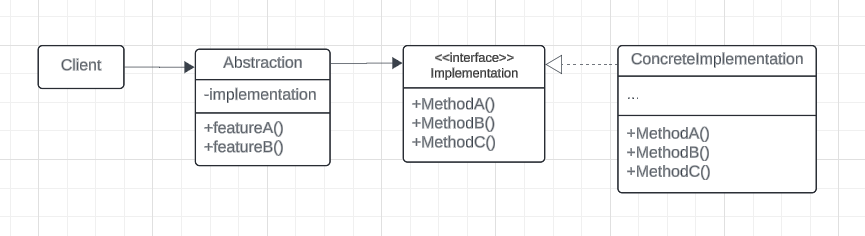 Client
Abstraction
-implementation
+featureA()
+featureB()
<<interface>>
Implementation
+MethodA()
+MethodB()
+MethodC()
ConcreteImplementation
...
+MethodA()
+MethodB()
+MethodC()